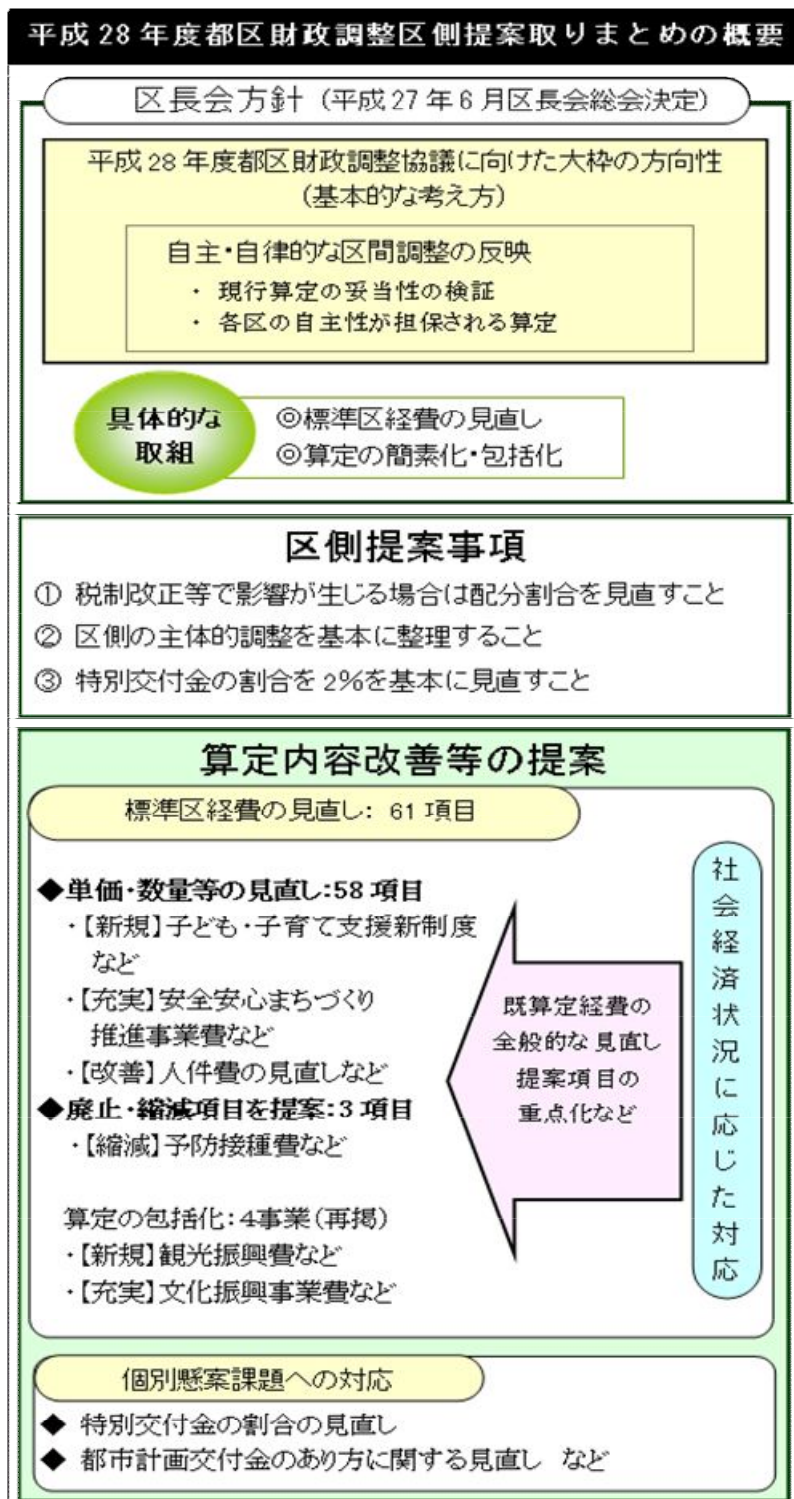 平成28年度都区財政調整区側提案取りまとめの概要
区長会方針（平成27年6月区長会総会決定）
平成28年度都区財政調整協議に向けた大枠の方向性
（基本的な考え方）
自主・自律的な区間調整の反映
・ 現行算定の妥当性の検証
・ 各区の自主性が担保される算定
具体的な
取組
◎標準区経費の見直し
◎算定の簡素化・包括化
区側提案事項
① 税制改正等で影響が生じる場合は配分割合を見直すこと
② 区側の主体的調整を基本に整理すること
③ 特別交付金の割合を2%を基本に見直すこと
算定内容改善等の提案
標準区経費の見直し： 61項目
◆単価・数量等の見直し:58項目
・【新規】子ども・子育て支援新制度
など
・【充実】安全安心まちづくり
推進事業費など
・【改善】人件費の見直しなど
◆廃止・縮減項目を提案:3項目
・【縮減】予防接種費など
算定の包括化：4事業（再掲）
・【新規】観光振興費など
・【充実】文化振興事業費など
既算定経費の
全般的な見直し
提案項目の
重点化など
社会経済状況に応じた対応
個別懸案課題への対応
◆ 特別交付金の割合の見直し
◆ 都市計画交付金のあり方に関する見直し など